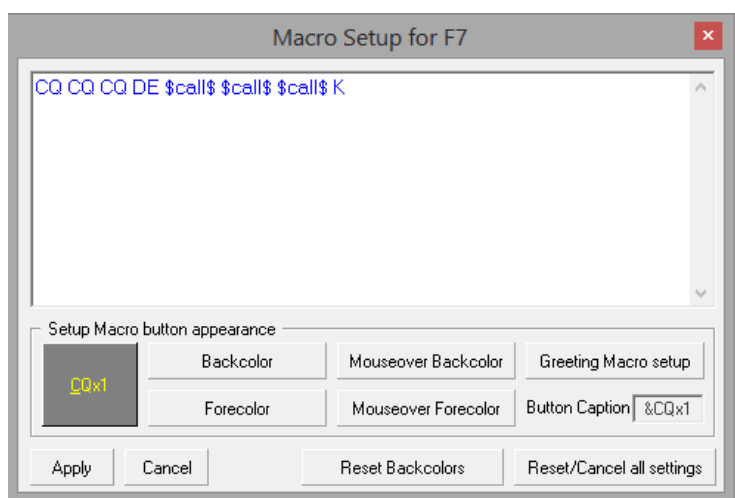 Macro Setup for F7
CQ CQ CQ DE $call$ $call$ $call$ K
Setup Macro button appearance
CQx1
Backcolor
Mouseover Backcolor
Greeting Macro setup
Forecolor
Mouseover Forecolor
Button Caption &CQx1
Apply
Cancel
Reset Backcolors
Reset/Cancel all settings